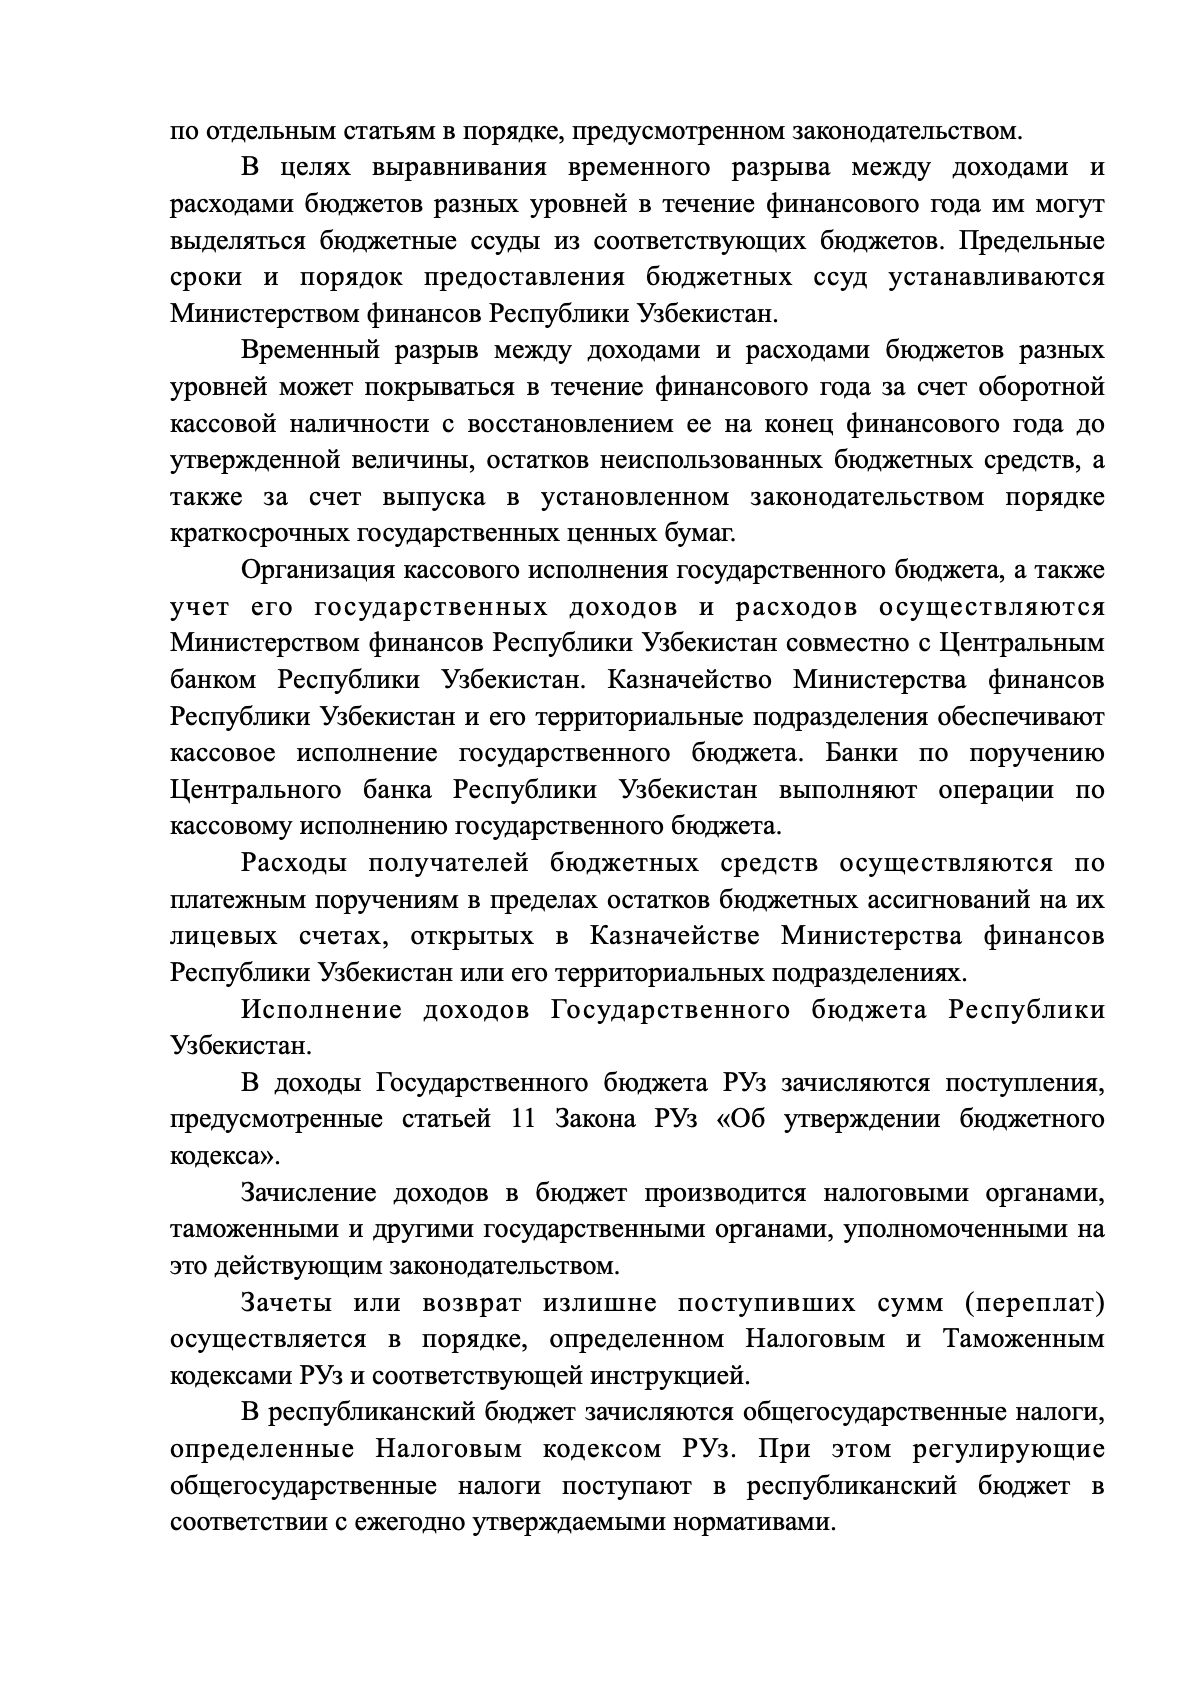 по отдельным статьям в порядке, предусмотренном законодательством.
В целях выравнивания временного разрыва между доходами и
расходами бюджетов разных уровней в течение финансового года им могут
выделяться бюджетные ссуды из соответствующих бюджетов. Предельные
сроки и порядок предоставления бюджетных ссуд устанавливаются
Министерством финансов Республики Узбекистан.
Временный разрыв между доходами и расходами бюджетов разных
уровней может покрываться в течение финансового года за счет оборотной
кассовой наличности с восстановлением ее на конец финансового года до
утвержденной величины, остатков неиспользованных бюджетных средств, а
также за счет выпуска в установленном законодательством порядке
краткосрочных государственных ценных бумаг.
Организация кассового исполнения государственного бюджета, а также
учет его государственных доходов и расходов осуществляются
Министерством финансов Республики Узбекистан совместно с Центральным
банком Республики Узбекистан. Казначейство Министерства финансов
Республики Узбекистан и его территориальные подразделения обеспечивают
кассовое исполнение государственного бюджета. Банки по поручению
Центрального банка Республики Узбекистан выполняют операции по
кассовому исполнению государственного бюджета.
Расходы получателей бюджетных средств осуществляются по
платежным поручениям в пределах остатков бюджетных ассигнований на их
лицевых счетах, открытых в Казначействе Министерства финансов
Республики Узбекистан или его территориальных подразделениях.
Исполнение доходов Государственного бюджета Республики
Узбекистан.
В доходы Государственного бюджета РУз зачисляются поступления,
предусмотренные статьей 11 Закона РУз «Об утверждении бюджетного
кодекса».
Зачисление доходов в бюджет производится налоговыми органами,
таможенными и другими государственными органами, уполномоченными на
это действующим законодательством.
Зачеты или возврат излишне поступивших сумм (переплат)
осуществляется в порядке, определенном Налоговым и Таможенным
кодексами РУз и соответствующей инструкцией.
В республиканский бюджет зачисляются общегосударственные налоги,
определенные Налоговым кодексом РУз. При этом регулирующие
общегосударственные налоги поступают в республиканский бюджет в
соответствии с ежегодно утверждаемыми нормативами.